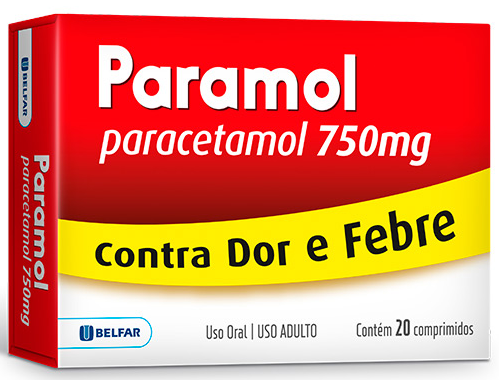 Paramol
paracetamol 750mg
Contra Dor e Febre
BELFAR
Uso Oral | USO ADULTO
Contém 20 comprimidos
BELFAR
Paramol
paracetamol 750mg